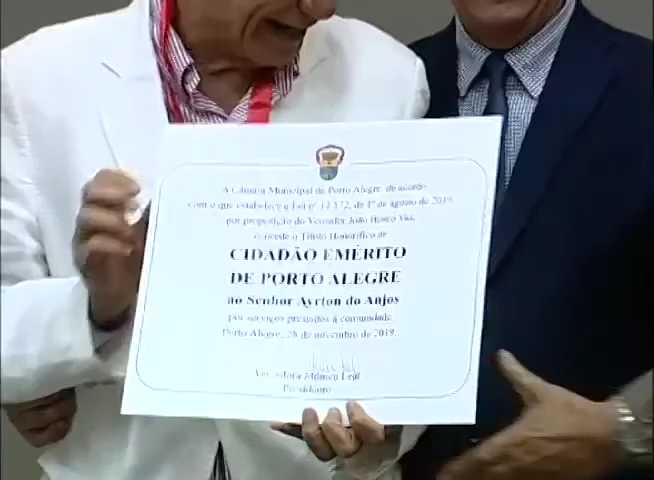 A Câmara Municipal de Porto Alegre, de acordo
com o que estabelece a Lei nº 12.572, de 1º de agosto de 2019,
por proposição do Vereador João Bosco Vaz,
concede o Título Honorífico de
CIDADÃO EMÉRITO
DE PORTO ALEGRE
ao Senhor Ayrton do Anjos
por serviços prestados à comunidade.
Porto Alegre, 28 de novembro de 2019.
Vereadora Mônica Leal
Presidente